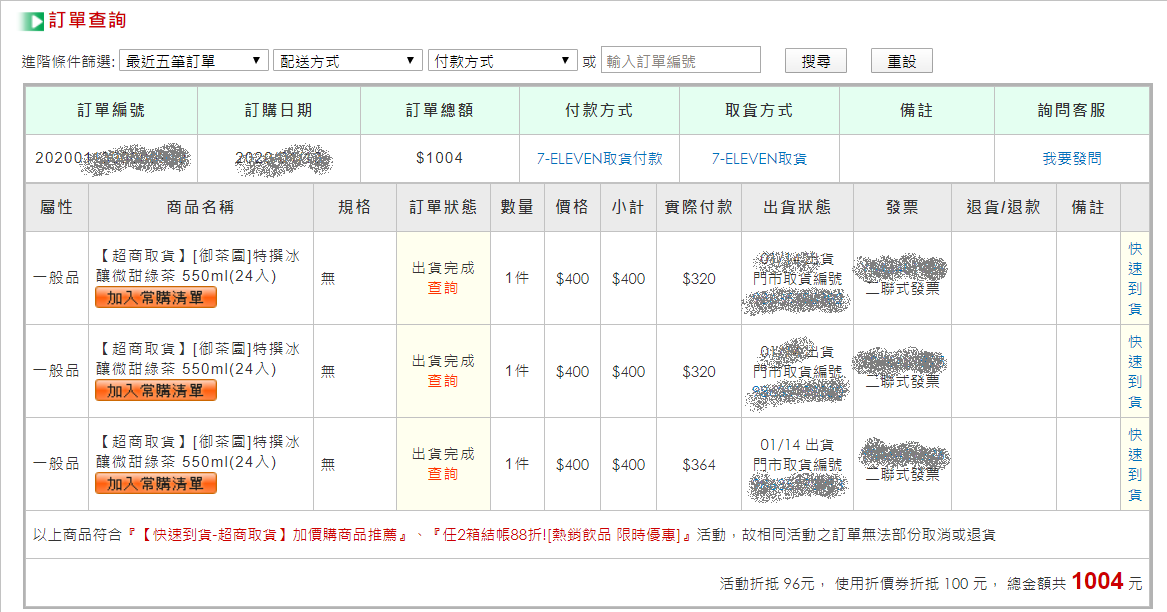 訂單查詢
進階條件篩選: 最近五筆訂單 ▼ 配送方式 ▼ 付款方式 ▼ 或 輸入訂單編號 搜尋 重設
訂單編號 訂購日期 訂單總額 付款方式 取貨方式 備註 詢問客服
$1004 7-ELEVEN取貨付款 7-ELEVEN取貨 我要發問
屬性 商品名稱 規格 訂單狀態 數量 價格 小計 實際付款 出貨狀態 發票 退貨/退款 備註
一般品
【超商取貨】[御茶園]特撰冰
釀微甜綠茶 550ml(24入)
加入常購清單
無
出貨完成
查詢
1件 $400 $400 $320
出貨
門市取貨編號
二聯式發票
快
速
到
貨
一般品
【超商取貨】[御茶園]特撰冰
釀微甜綠茶 550ml(24入)
加入常購清單
無
出貨完成
查詢
1件 $400 $400 $320
出貨
門市取貨編號
二聯式發票
快
速
到
貨
一般品
【超商取貨】[御茶園]特撰冰
釀微甜綠茶 550ml(24入)
加入常購清單
無
出貨完成
查詢
1件 $400 $400 $364
01/14 出貨
門市取貨編號
二聯式發票
快
速
到
貨
以上商品符合『【快速到貨-超商取貨】加價購商品推薦』、『任2箱結帳88折![熱銷飲品 限時優惠]』活動，故相同活動之訂單無法部份取消或退貨
活動折抵 96元， 使用折價券折抵 100 元， 總金額共 1004 元